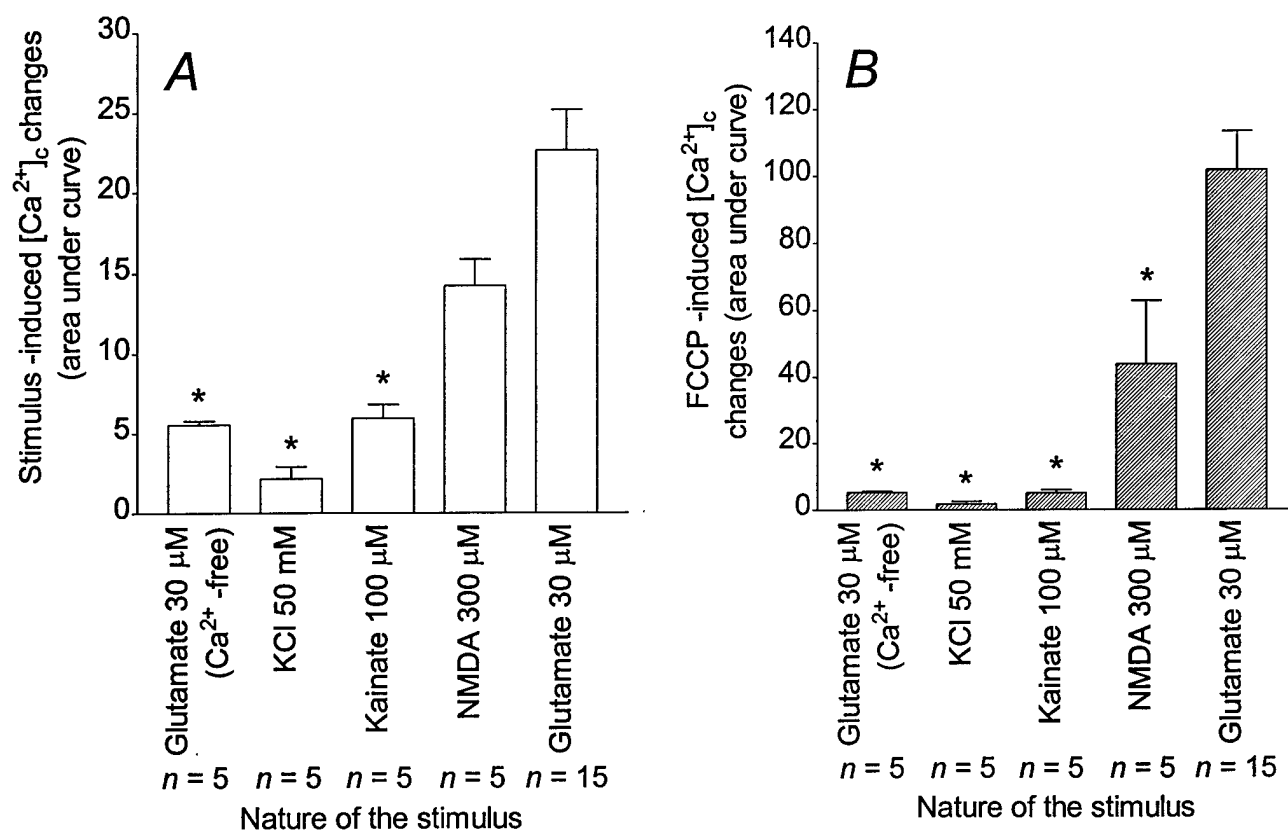 A
Stimulus -induced [Ca2+]c changes
(area under curve)
30
25
20
15
10
5
0
*
*
*
Glutamate 30 µM
(Ca2+ -free)
KCl 50 mM
Kainate 100 µM
NMDA 300 µM
Glutamate 30 µM
n = 5
n = 5
n = 5
n = 5
n = 15
Nature of the stimulus
B
FCCP -induced [Ca2+]c
changes (area under curve)
140
120
100
80
60
40
20
0
*
*
*
*
Glutamate 30 µM
(Ca2+ -free)
KCl 50 mM
Kainate 100 µM
NMDA 300 µM
Glutamate 30 µM
n = 5
n = 5
n = 5
n = 5
n = 15
Nature of the stimulus